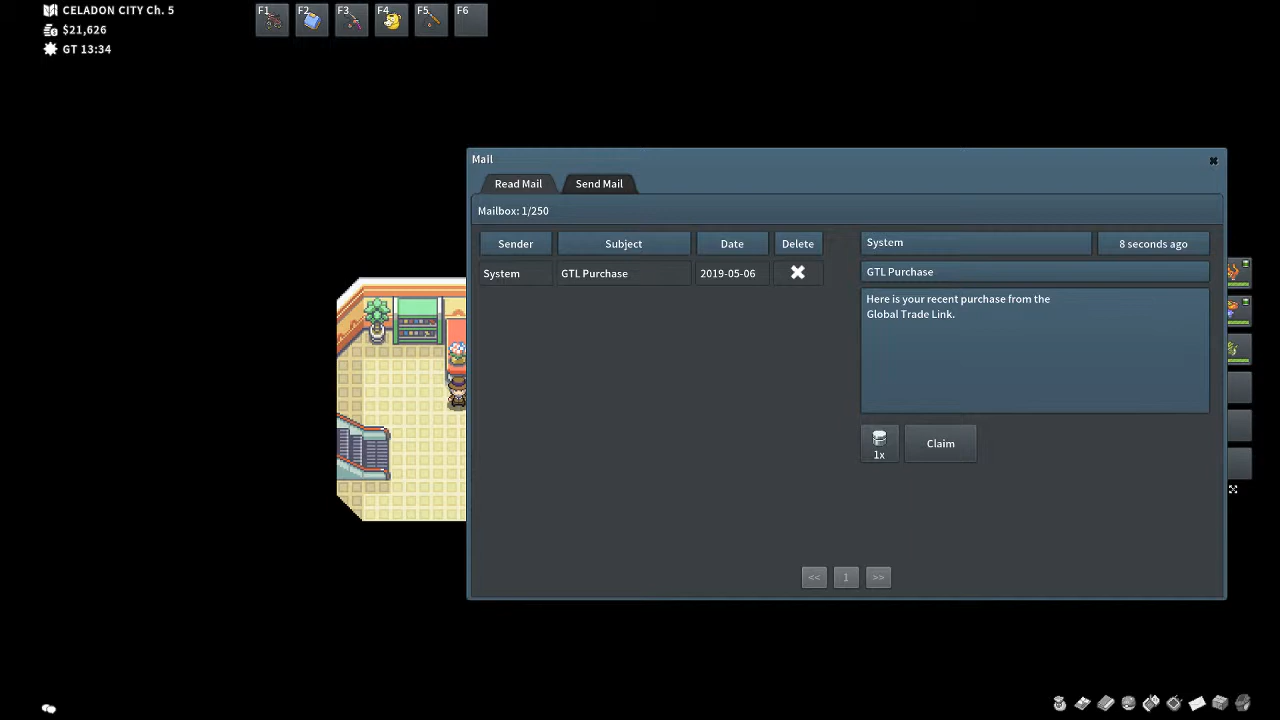 CELADON CITY Ch. 5
$21,626
GT 13:34
F1 F2 F3 F4 F5 F6
Mail
Read Mail Send Mail
Mailbox: 1/250
Sender Subject Date Delete
System GTL Purchase 2019-05-06
System 8 seconds ago
GTL Purchase
Here is your recent purchase from the
Global Trade Link.
1x
Claim
<< 1 >>